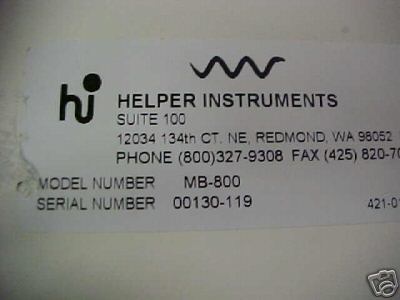 hi HELPER INSTRUMENTS
SUITE 100
12034 134th CT. NE, REDMOND, WA 98052
PHONE (800)327-9308 FAX (425) 820-70
MODEL NUMBER MB-800
SERIAL NUMBER 00130-119
421-01